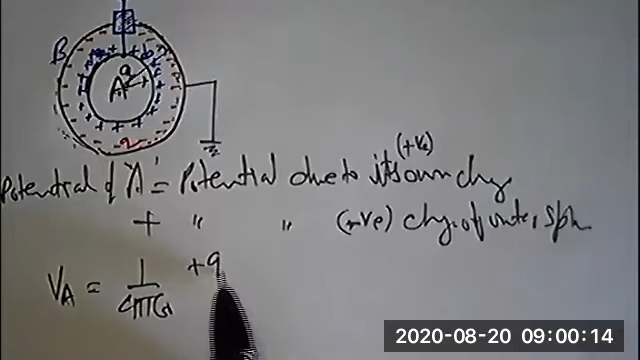 B
a
b
A
q
Potential of 'A' = Potential due to its own chg.
(+ve)
+ " " (-ve) chg. of outer sph
V_A = 1/4πε₀ +q
2020-08-20 09:00:14